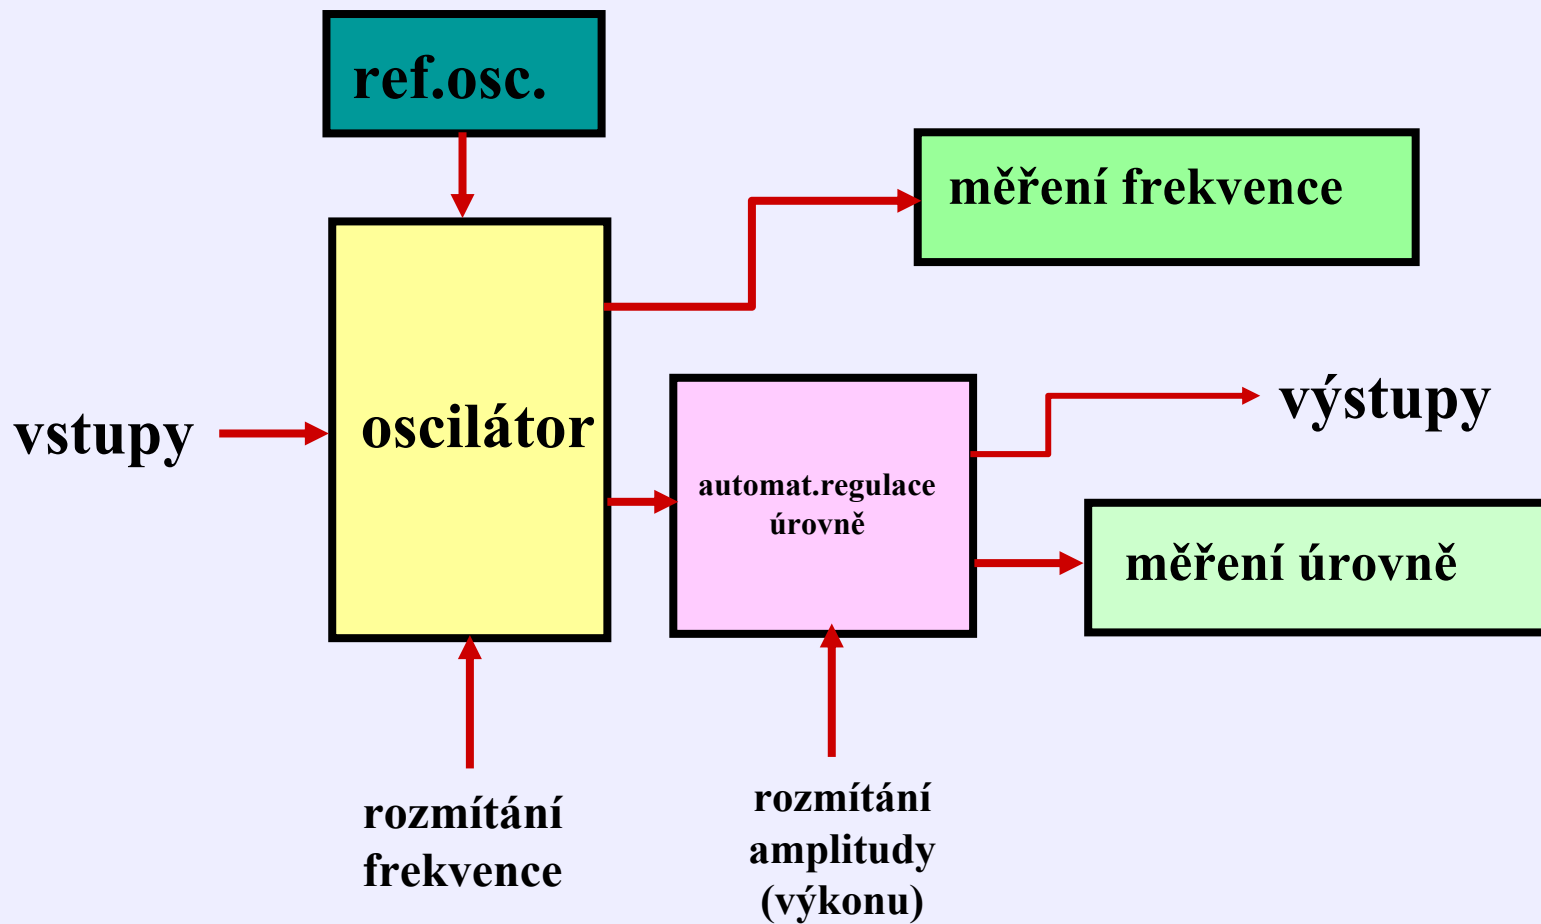 ref.osc.
měření frekvence
vstupy
oscilátor
automat.regulace
úrovně
výstupy
měření úrovně
rozmítání
frekvence
rozmítání
amplitudy
(výkonu)